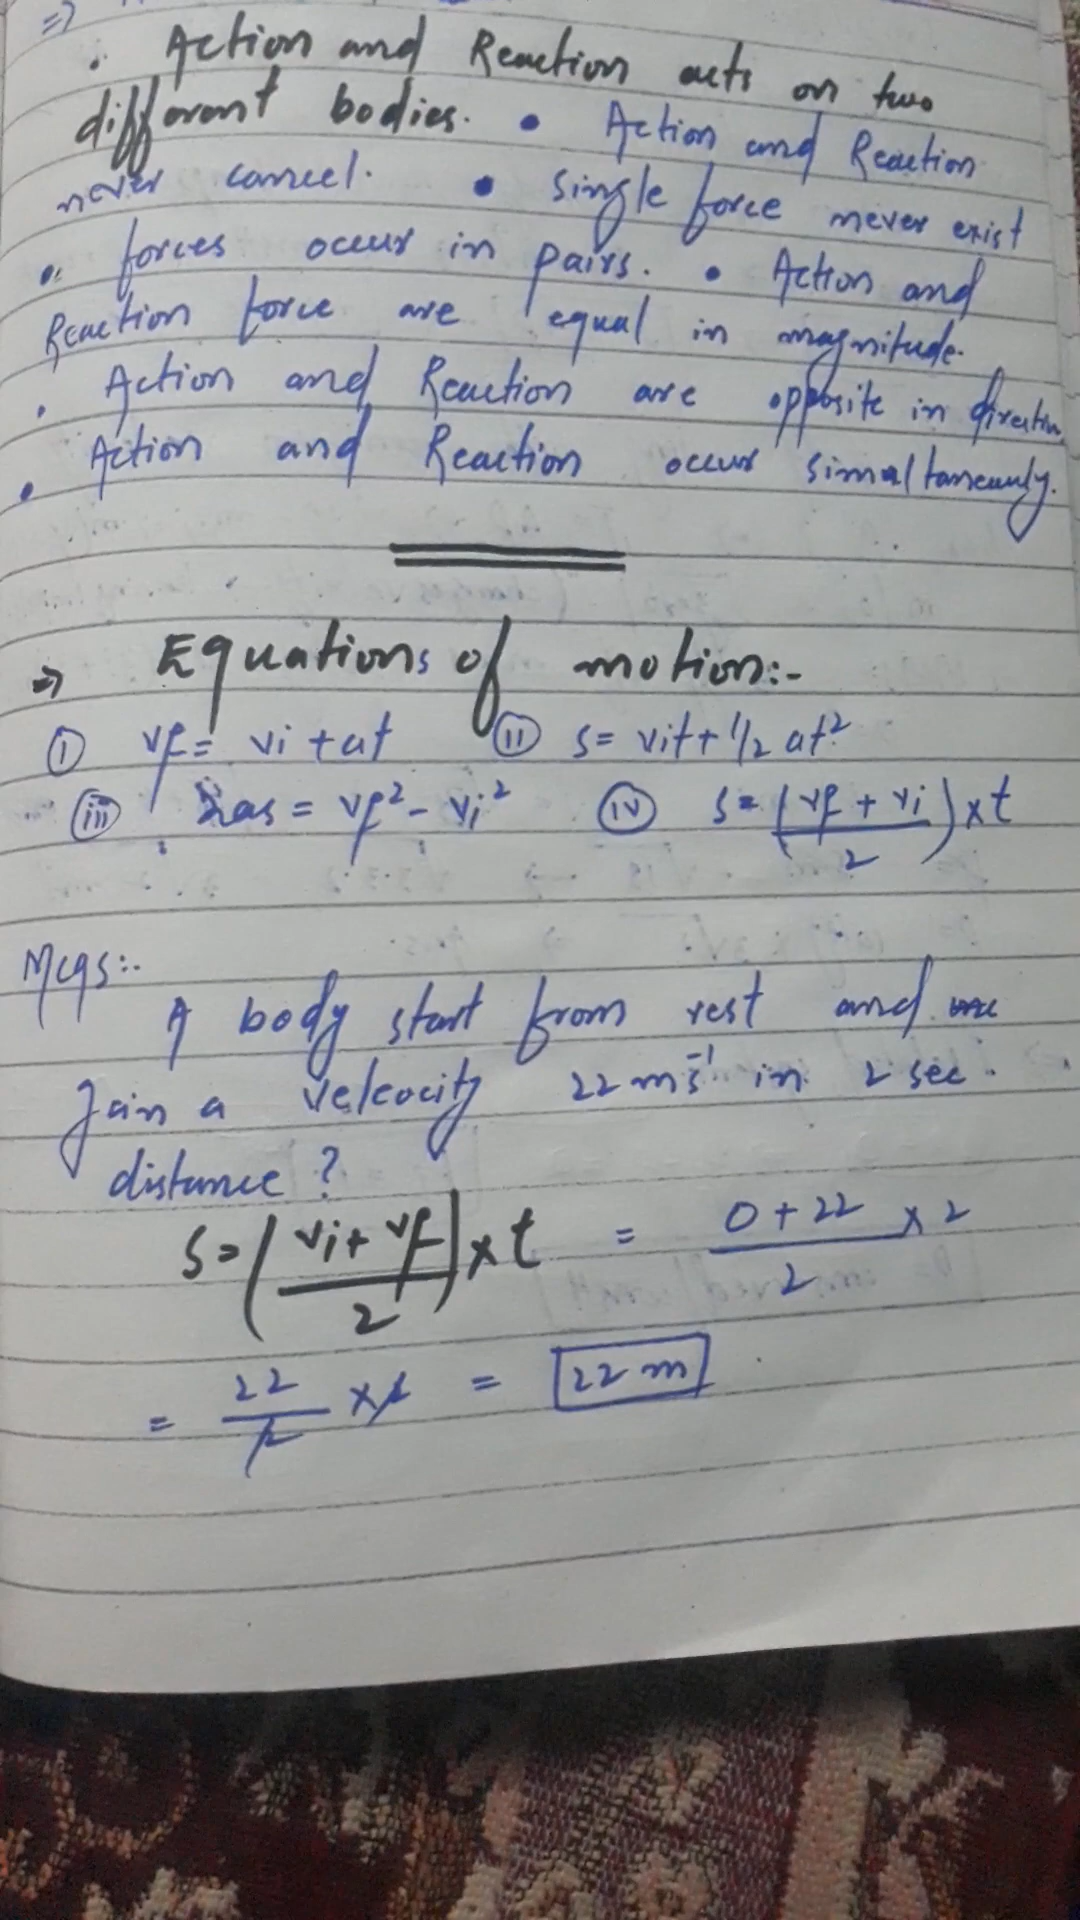 =>
. Action and Reaction acts on two
different bodies. • Action and Reaction
never cancel. • single force never exist
• forces occur in pairs. • Action and
Reaction force are equal in magnitude.
. Action and Reaction are opposite in direction
• Action and Reaction occur simaltaneously.
=> Equations of motion:-
(i) vf = vi + at (ii) s = vit + 1/2 at²
(iii) 2as = vf² - vi² (iv) s = (vf + vi / 2) × t
Mcqs:-
A body start from rest and
gain a velcocity 22 ms⁻¹ in 2 sec.
distance?
S = (vi + vf / 2) × t = 0 + 22 / 2 × 2
= 22 / 2 × 2 = 22 m